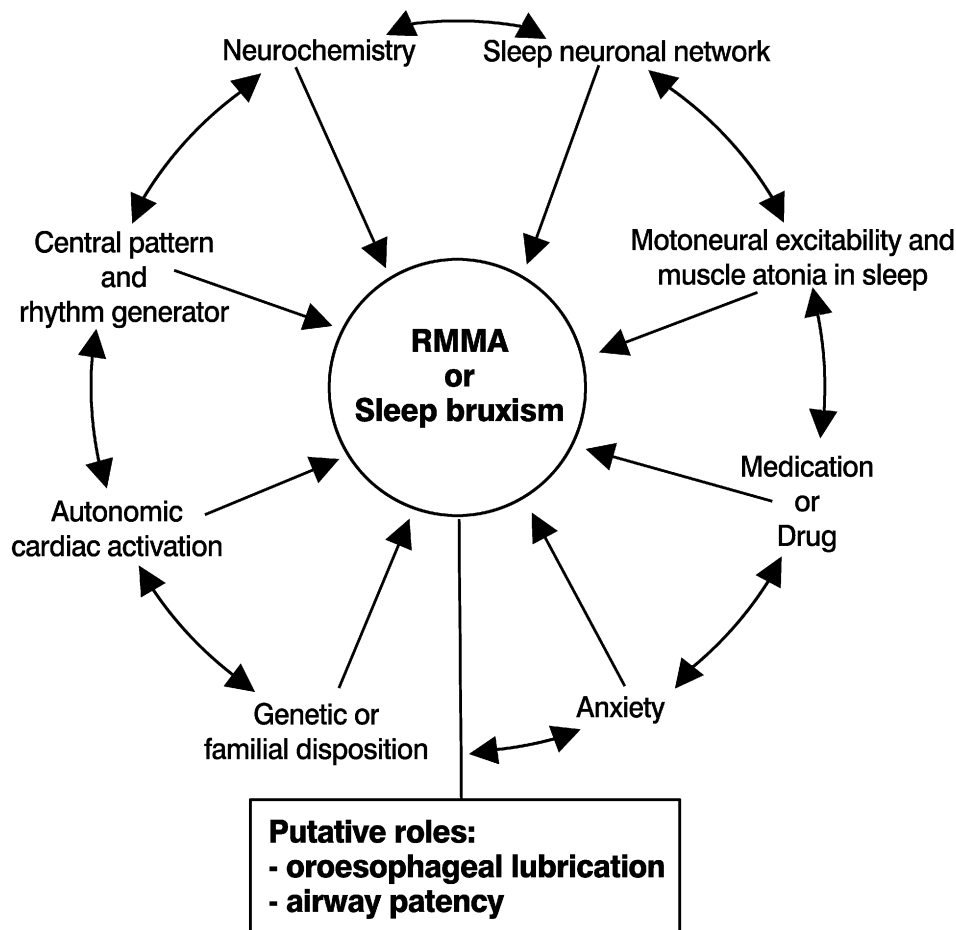 Neurochemistry
Sleep neuronal network
Central pattern
and
rhythm generator
Motoneural excitability and
muscle atonia in sleep
RMMA
or
Sleep bruxism
Medication
or
Drug
Autonomic
cardiac activation
Genetic or
familial disposition
Anxiety
Putative roles:
- oroesophageal lubrication
- airway patency